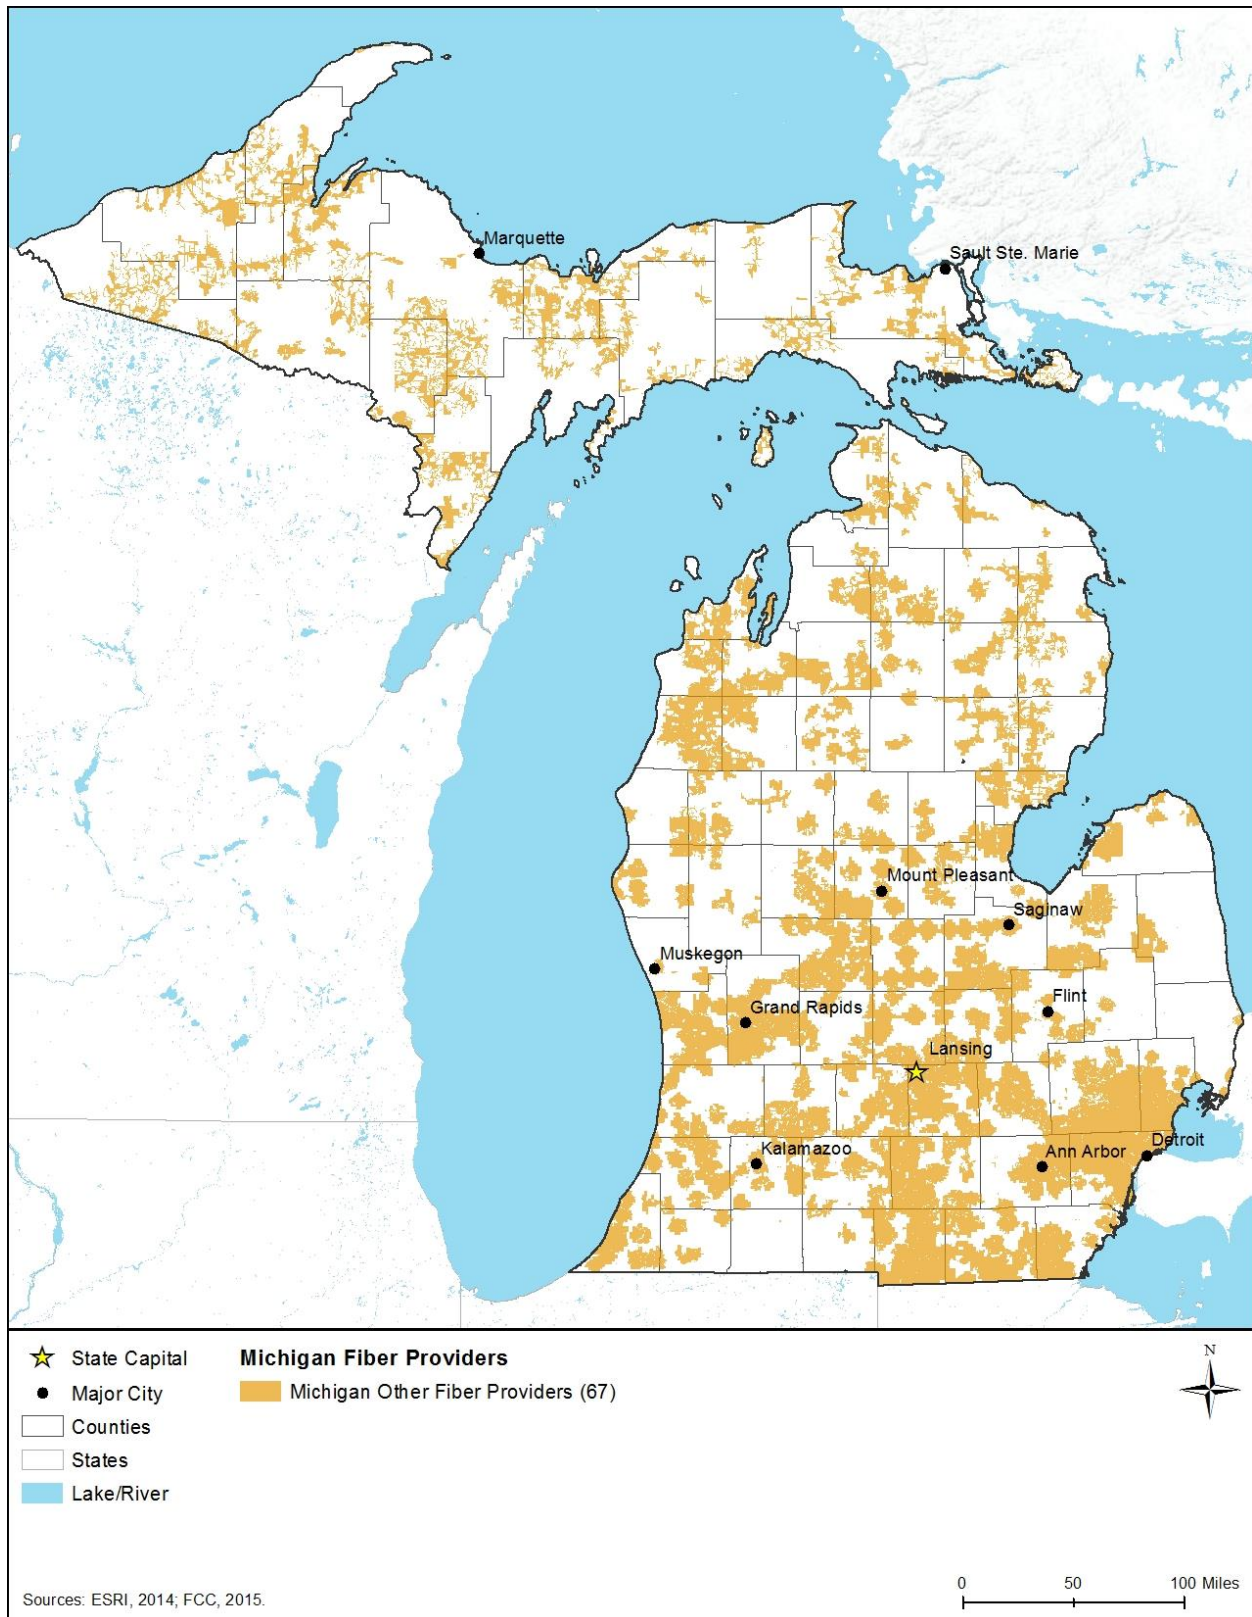 Marquette
Sault Ste. Marie
Mount Pleasant
Saginaw
Muskegon
Grand Rapids
Flint
Lansing
Kalamazoo
Ann Arbor
Detroit
State Capital
Major City
Counties
States
Lake/River
Michigan Fiber Providers
Michigan Other Fiber Providers (67)
N
0 50 100 Miles
Sources: ESRI, 2014; FCC, 2015.